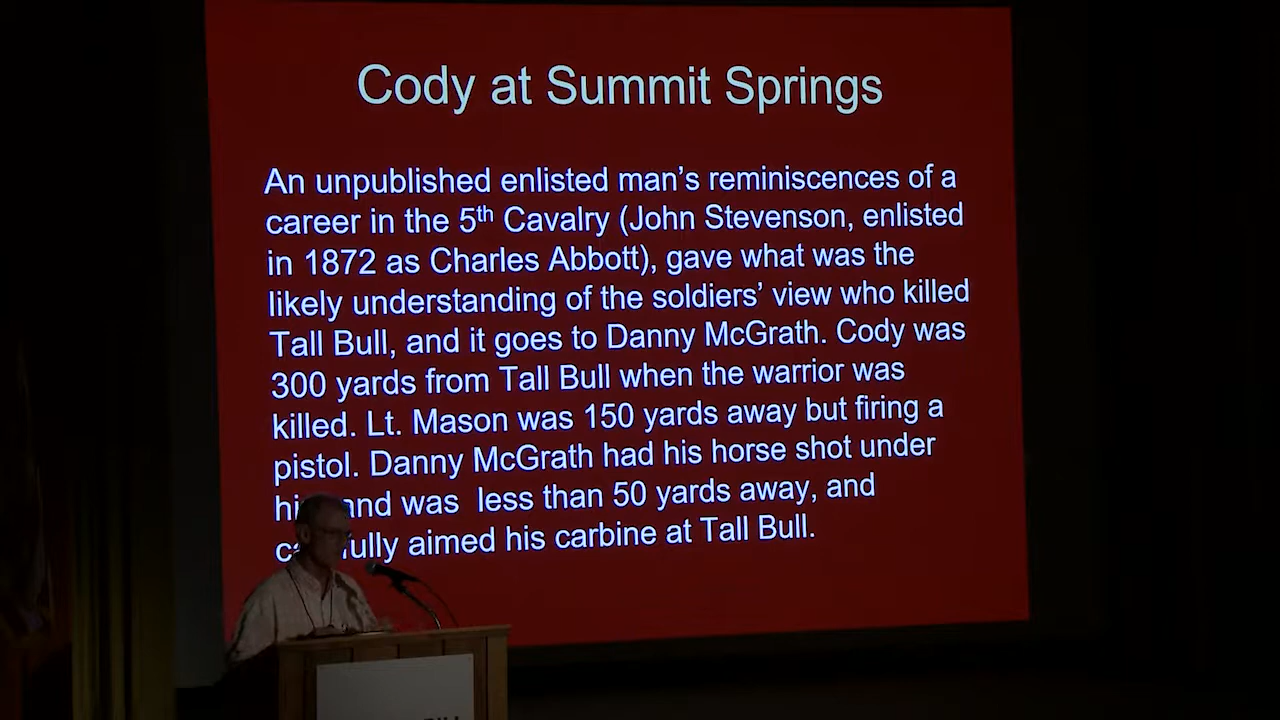 Cody at Summit Springs
An unpublished enlisted man's reminiscences of a
career in the 5th Cavalry (John Stevenson, enlisted
in 1872 as Charles Abbott), gave what was the
likely understanding of the soldiers' view who killed
Tall Bull, and it goes to Danny McGrath. Cody was
300 yards from Tall Bull when the warrior was
killed. Lt. Mason was 150 yards away but firing a
pistol. Danny McGrath had his horse shot under
and was less than 50 yards away, and
aimed his carbine at Tall Bull.